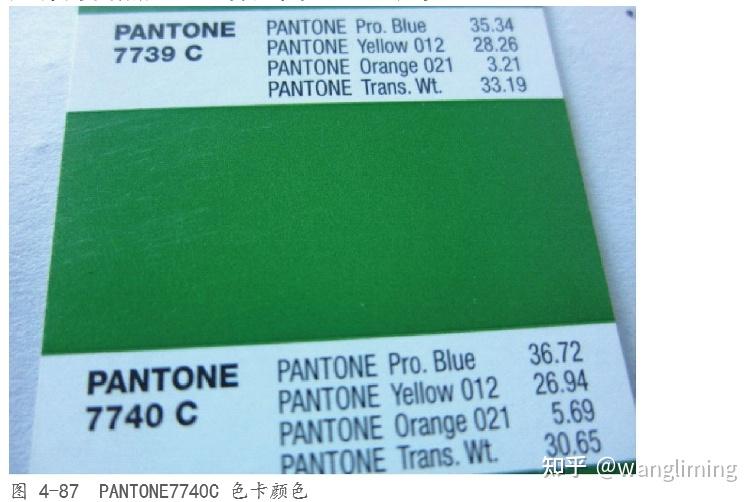 PANTONE
7739 C
PANTONE Pro. Blue 35.34
PANTONE Yellow 012 28.26
PANTONE Orange 021 3.21
PANTONE Trans. Wt. 33.19
PANTONE
7740 C
PANTONE Pro. Blue 36.72
PANTONE Yellow 012 26.94
PANTONE Orange 021 5.69
PANTONE Trans. Wt. 30.65
知乎 @wanglirning
图 4-87 PANTONE7740C 色卡颜色